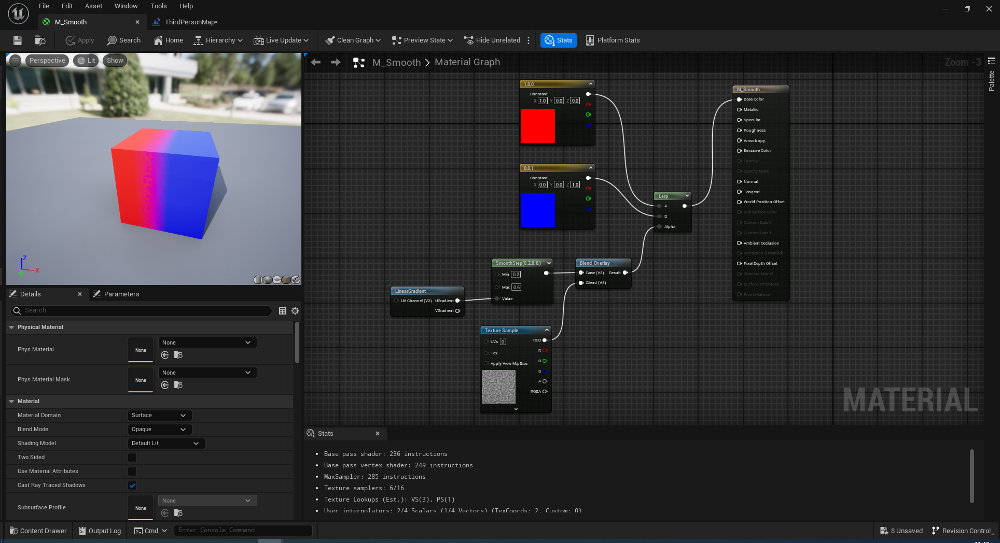 File Edit Asset Window Tools Help
M_Smooth
ThirdPersonMap*
Apply Search Home Hierarchy Live Update Clean Graph Preview State Hide Unrelated Stats Platform Stats
Perspective Lit Show
M_Smooth > Material Graph
Zoom -3
Palette
1,0,0
Constant
X 1.0 Y 0.0 Z 0.0
0,0,1
Constant
X 0.0 Y 0.0 Z 1.0
Lerp
A
B
Alpha
M_Smooth
Base Color
Metallic
Specular
Roughness
Anisotropy
Emissive Color
Opacity
Opacity Mask
Normal
Tangent
World Position Offset
Subsurface Color
Custom Data 0
Custom Data 1
Ambient Occlusion
Refraction (Disabled)
Pixel Depth Offset
Shading Model
Surface Thickness
Front Material
SmoothStep(0.2,0.6,)
Min 0.2
Max 0.6
Value
Blend_Overlay
Base (V3) Result
Blend (V3)
LinearGradient
UV Channel (V2) UGradient
VGradient
Texture Sample
UVs 0 RGB
Tex R
Apply View MipBias G
B
A
RGBA
MATERIAL
Z
X
Details
Parameters
Search
Physical Material
Phys Material None None
Phys Material Mask None None
Material
Material Domain Surface
Blend Mode Opaque
Shading Model Default Lit
Two Sided
Use Material Attributes
Cast Ray Traced Shadows
Subsurface Profile None None
Stats
Base pass shader: 236 instructions
Base pass vertex shader: 249 instructions
MaxSampler: 285 instructions
Texture samplers: 6/16
Texture Lookups (Est.): VS(3), PS(1)
User interpolators: 2/4 Scalars (1/4 Vectors) (TexCoords: 2, Custom: 0)
Content Drawer Output Log Cmd Enter Console Command 8 Unsaved Revision Control